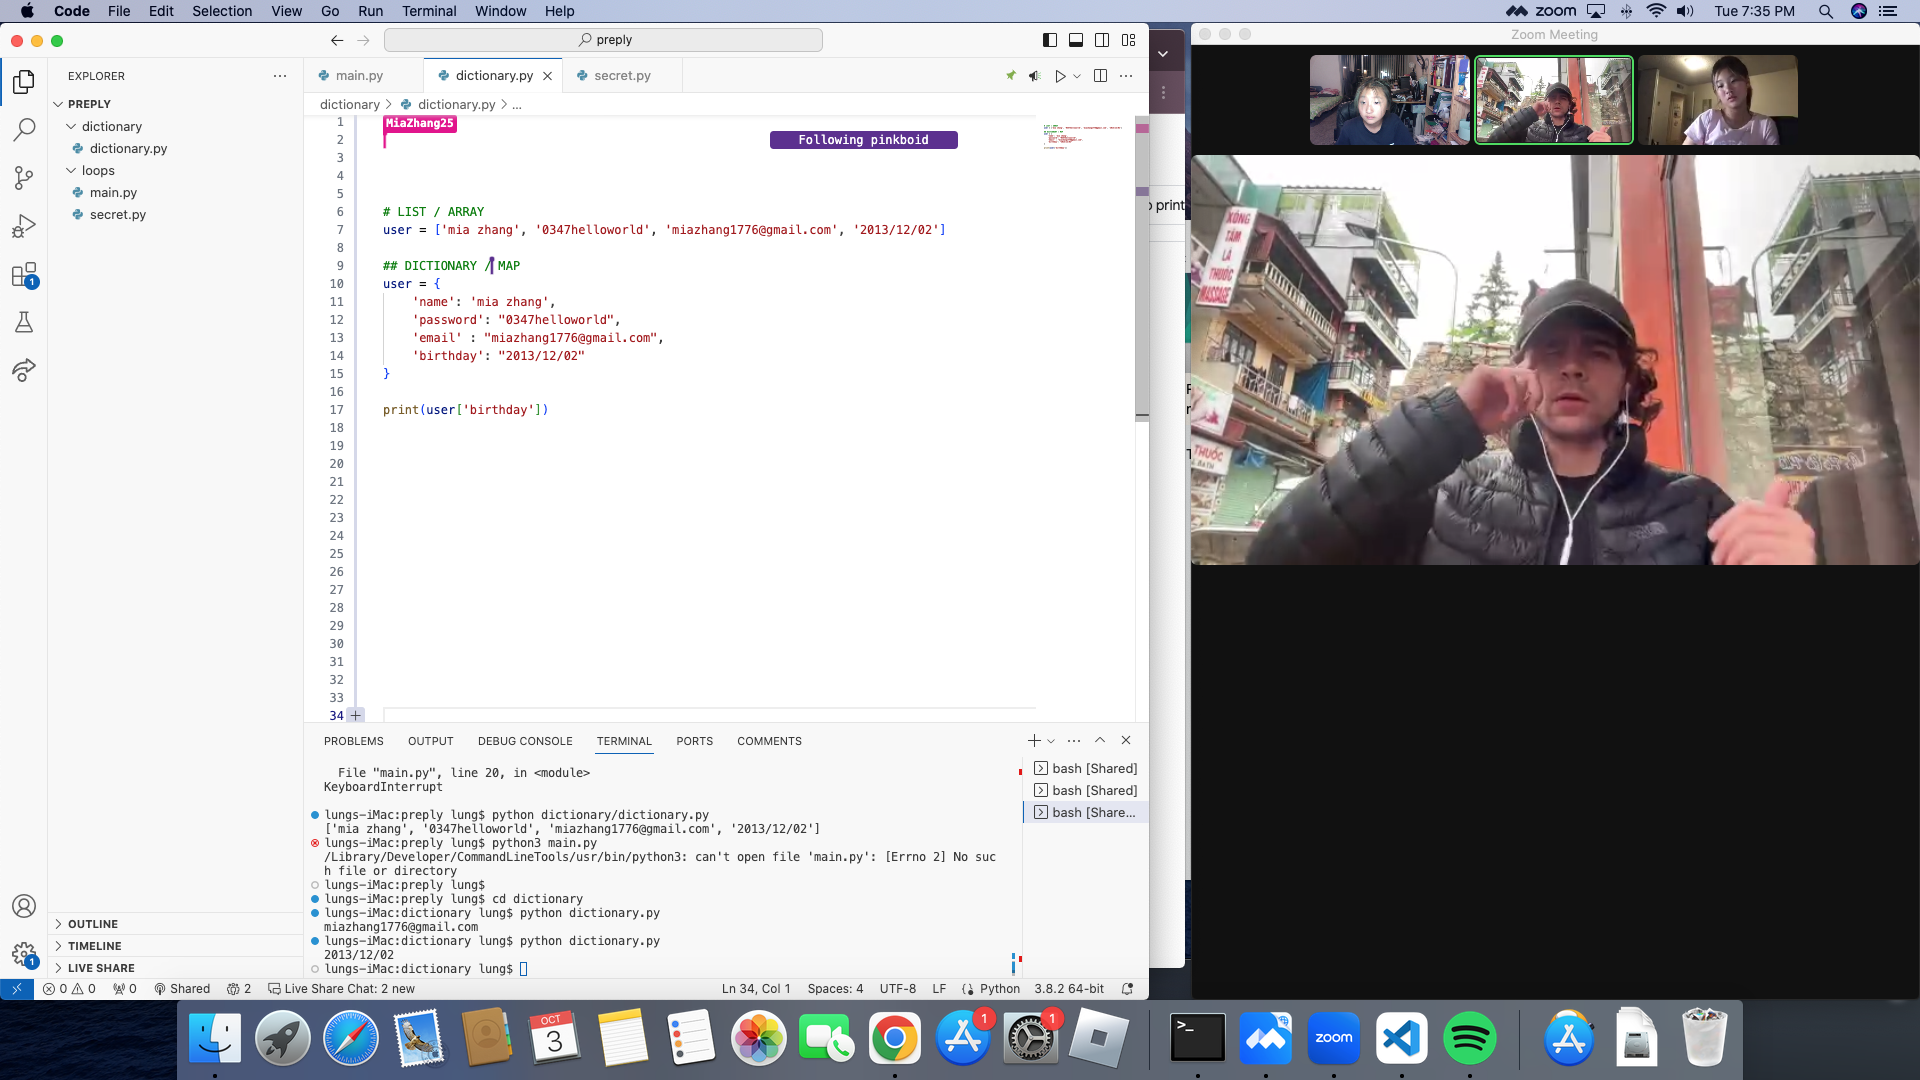 Code File Edit Selection View Go Run Terminal Window Help
zoom Tue 7:35 PM
preply
Zoom Meeting
EXPLORER
PREPLY
dictionary
dictionary.py
loops
main.py
secret.py
OUTLINE
TIMELINE
LIVE SHARE
main.py dictionary.py secret.py
dictionary > dictionary.py > ...
MiaZhang25
Following pinkboid
1
2
3
4
5
6 # LIST / ARRAY
7 user = ['mia zhang', '0347helloworld', 'miazhang1776@gmail.com', '2013/12/02']
8
9 ## DICTIONARY / MAP
10 user = {
11 'name': 'mia zhang',
12 'password': "0347helloworld",
13 'email' : "miazhang1776@gmail.com",
14 'birthday': "2013/12/02"
15 }
16
17 print(user['birthday'])
18
19
20
21
22
23
24
25
26
27
28
29
30
31
32
33
34
PROBLEMS OUTPUT DEBUG CONSOLE TERMINAL PORTS COMMENTS
File "main.py", line 20, in <module>
KeyboardInterrupt
lungs-iMac:preply lung$ python dictionary/dictionary.py
['mia zhang', '0347helloworld', 'miazhang1776@gmail.com', '2013/12/02']
lungs-iMac:preply lung$ python3 main.py
/Library/Developer/CommandLineTools/usr/bin/python3: can't open file 'main.py': [Errno 2] No suc
h file or directory
lungs-iMac:preply lung$
lungs-iMac:preply lung$ cd dictionary
lungs-iMac:dictionary lung$ python dictionary.py
miazhang1776@gmail.com
lungs-iMac:dictionary lung$ python dictionary.py
2013/12/02
lungs-iMac:dictionary lung$
bash [Shared]
bash [Shared]
bash [Share...
0 0 0 Shared 2 Live Share Chat: 2 new Ln 34, Col 1 Spaces: 4 UTF-8 LF Python 3.8.2 64-bit
print
XÔNG
TẮM
LÁ
THUỐC
MASSAGE
THUỐC
OCT
3
1
1
zoom